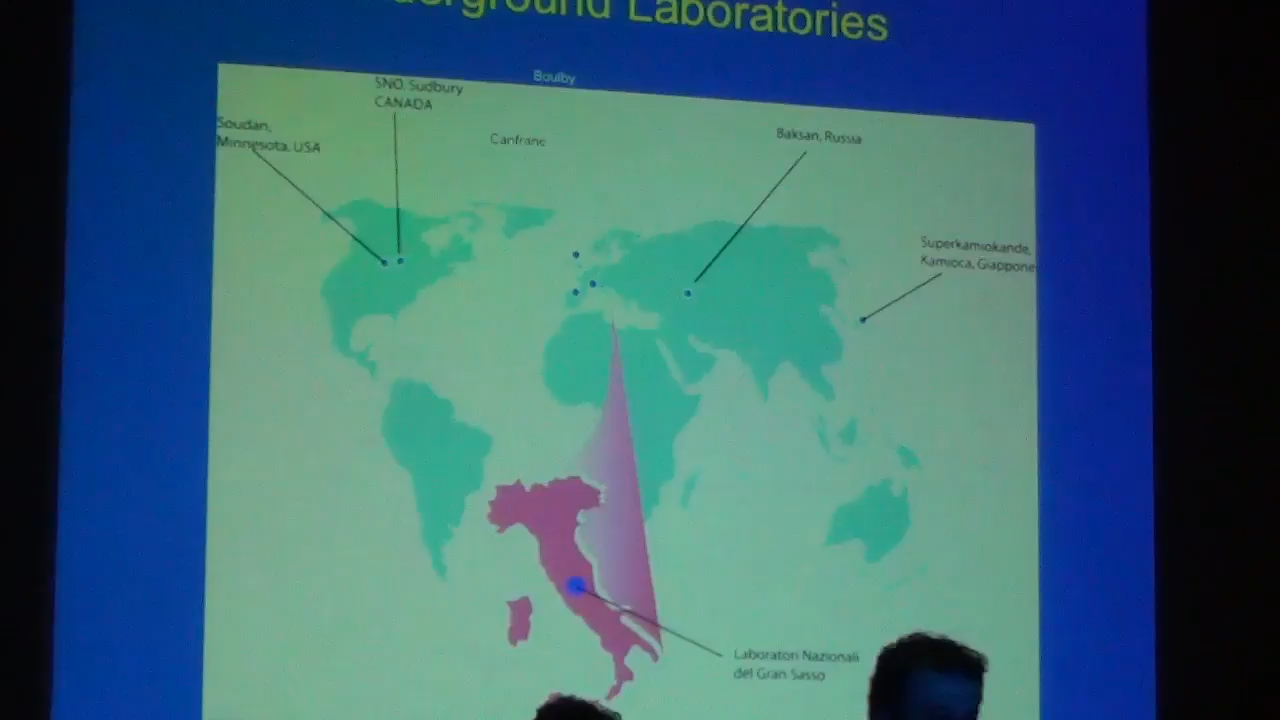 Laboratories
Boulby
SNO, Sudbury
CANADA
Soudan,
Minnesota, USA
Canfranc
Baksan, Russia
Superkamiokande,
Kamioca, Giappone
Laboratori Nazionali
del Gran Sasso